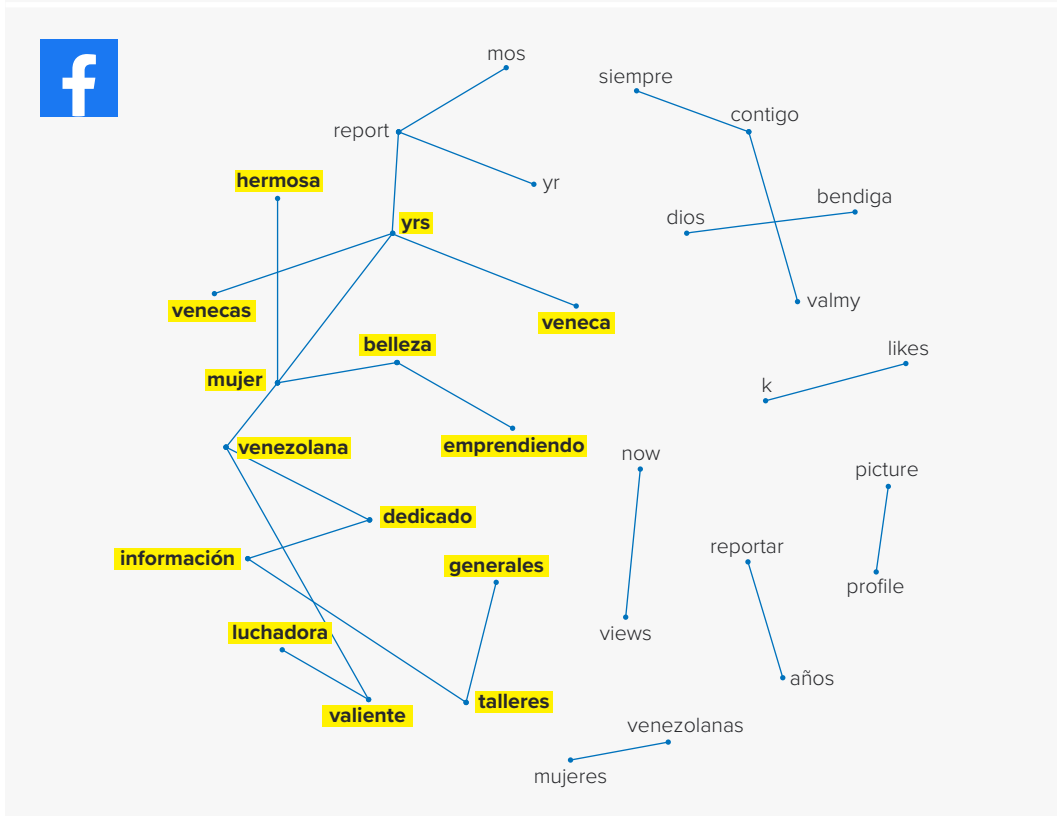 mos
siempre
contigo
report
hermosa
yr
bendiga
dios
yrs
venecas
valmy
veneca
belleza
likes
mujer
k
emprendiendo
venezolana
now
picture
dedicado
reportar
información
generales
profile
luchadora
views
años
talleres
valiente
venezolanas
mujeres